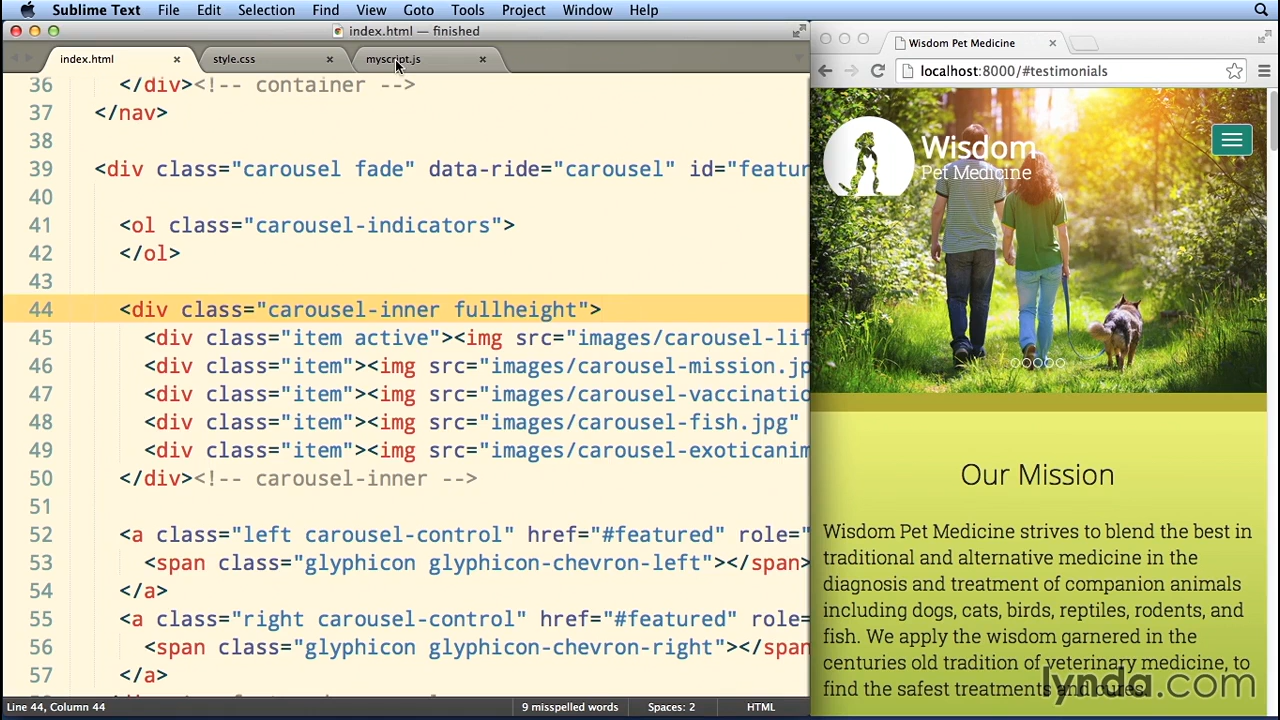 Sublime Text File Edit Selection Find View Goto Tools Project Window Help
index.html — finished
index.html style.css myscript.js
36 </div><!-- container -->
37 </nav>
38
39 <div class="carousel fade" data-ride="carousel" id="featur
40
41 <ol class="carousel-indicators">
42 </ol>
43
44 <div class="carousel-inner fullheight">
45 <div class="item active"><img src="images/carousel-lif
46 <div class="item"><img src="images/carousel-mission.jp
47 <div class="item"><img src="images/carousel-vaccinatio
48 <div class="item"><img src="images/carousel-fish.jpg"
49 <div class="item"><img src="images/carousel-exoticanim
50 </div><!-- carousel-inner -->
51
52 <a class="left carousel-control" href="#featured" role="
53 <span class="glyphicon glyphicon-chevron-left"></span>
54 </a>
55 <a class="right carousel-control" href="#featured" role=
56 <span class="glyphicon glyphicon-chevron-right"></span
57 </a>
Line 44, Column 44 9 misspelled words Spaces: 2 HTML
Wisdom Pet Medicine
localhost:8000/#testimonials
Wisdom
Pet Medicine
Our Mission
Wisdom Pet Medicine strives to blend the best in
traditional and alternative medicine in the
diagnosis and treatment of companion animals
including dogs, cats, birds, reptiles, rodents, and
fish. We apply the wisdom garnered in the
centuries old tradition of veterinary medicine, to
find the safest treatments and cures.
lynda.com